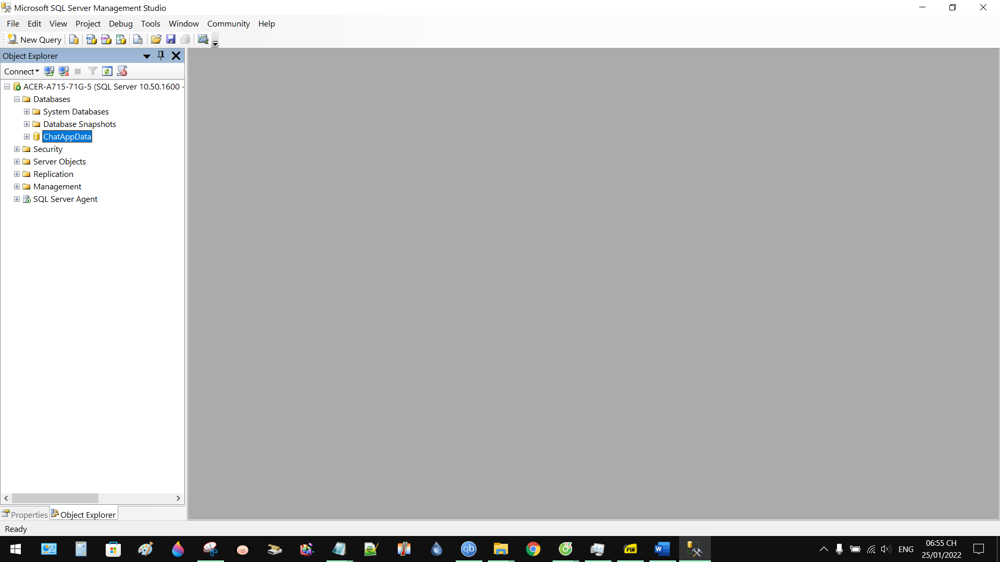 Microsoft SQL Server Management Studio
File Edit View Project Debug Tools Window Community Help
New Query
Object Explorer
Connect
ACER-A715-71G-5 (SQL Server 10.50.1600 -
Databases
System Databases
Database Snapshots
ChatAppData
Security
Server Objects
Replication
Management
SQL Server Agent
Properties Object Explorer
Ready
qb
PDF
W
ENG
06:55 CH
25/01/2022